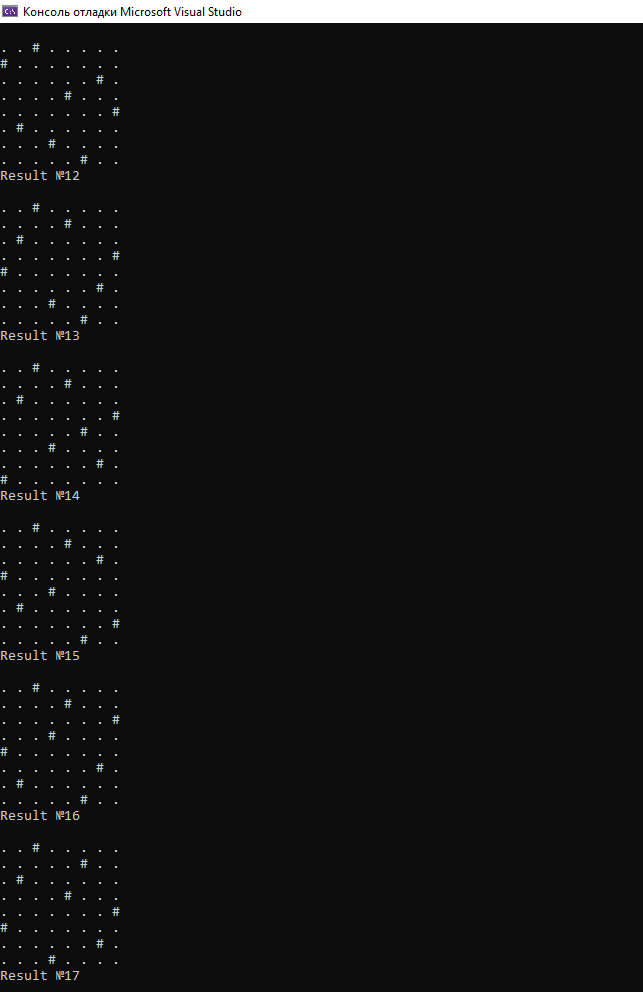 Консоль отладки Microsoft Visual Studio
. . # . . . . .
# . . . . . . .
. . . . . . # .
. . . . # . . .
. . . . . . . #
. # . . . . . .
. . . # . . . .
. . . . . # . .
Result №12
. . # . . . . .
. . . . # . . .
. # . . . . . .
. . . . . . . #
# . . . . . . .
. . . . . . # .
. . . # . . . .
. . . . . # . .
Result №13
. . # . . . . .
. . . . # . . .
. # . . . . . .
. . . . . . . #
. . . . . # . .
. . . # . . . .
. . . . . . # .
# . . . . . . .
Result №14
. . # . . . . .
. . . . # . . .
. . . . . . # .
# . . . . . . .
. . . # . . . .
. # . . . . . .
. . . . . . . #
. . . . . # . .
Result №15
. . # . . . . .
. . . . # . . .
. . . . . . . #
. . . # . . . .
# . . . . . . .
. . . . . . # .
. # . . . . . .
. . . . . # . .
Result №16
. . # . . . . .
. . . . . # . .
. # . . . . . .
. . . . # . . .
. . . . . . . #
# . . . . . . .
. . . . . . # .
. . . # . . . .
Result №17